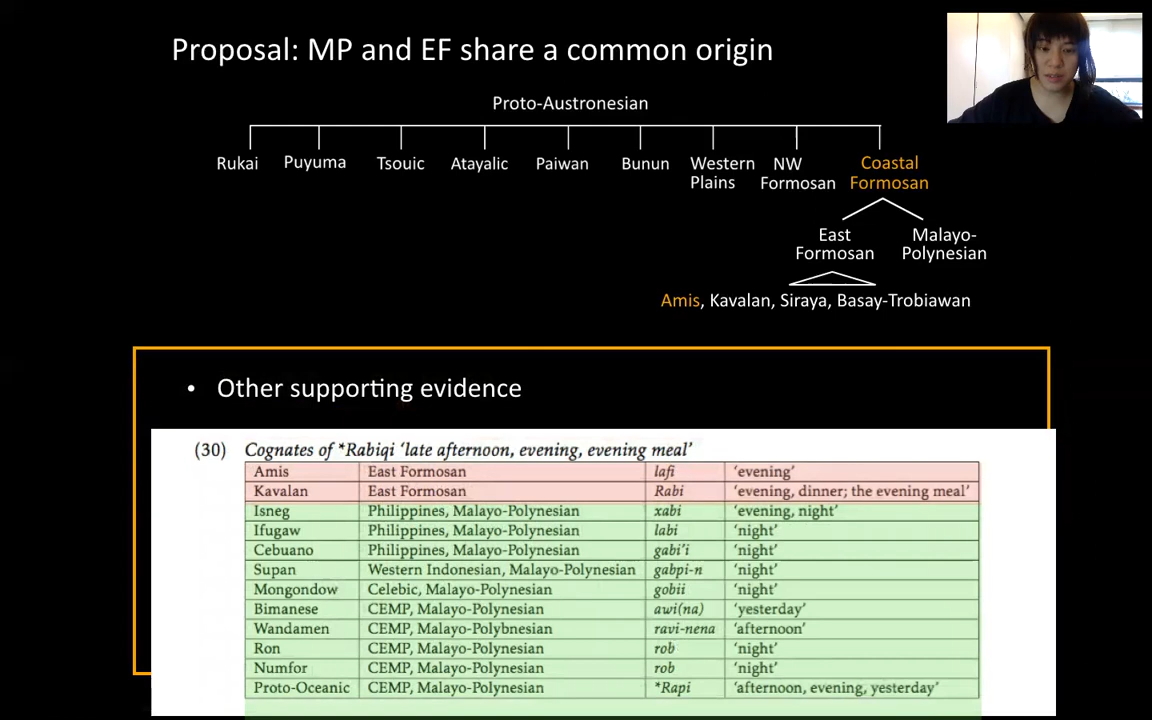 Proposal: MP and EF share a common origin
Proto-Austronesian
Rukai Puyuma Tsouic Atayalic Paiwan Bunun Western Plains NW Formosan Coastal Formosan
East Formosan Malayo-Polynesian
Amis, Kavalan, Siraya, Basay-Trobiawan
• Other supporting evidence
(30) Cognates of *Rabiqi ‘late afternoon, evening, evening meal’
Amis East Formosan lafi ‘evening’
Kavalan East Formosan Rabi ‘evening, dinner; the evening meal’
Isneg Philippines, Malayo-Polynesian xabi ‘evening, night’
Ifugaw Philippines, Malayo-Polynesian labi ‘night’
Cebuano Philippines, Malayo-Polynesian gabi'i ‘night’
Supan Western Indonesian, Malayo-Polynesian gabpi-n ‘night’
Mongondow Celebic, Malayo-Polynesian gobii ‘night’
Bimanese CEMP, Malayo-Polynesian awi(na) ‘yesterday’
Wandamen CEMP, Malayo-Polybnesian ravi-nena ‘afternoon’
Ron CEMP, Malayo-Polynesian rob ‘night’
Numfor CEMP, Malayo-Polynesian rob ‘night’
Proto-Oceanic CEMP, Malayo-Polynesian *Rapi ‘afternoon, evening, yesterday’